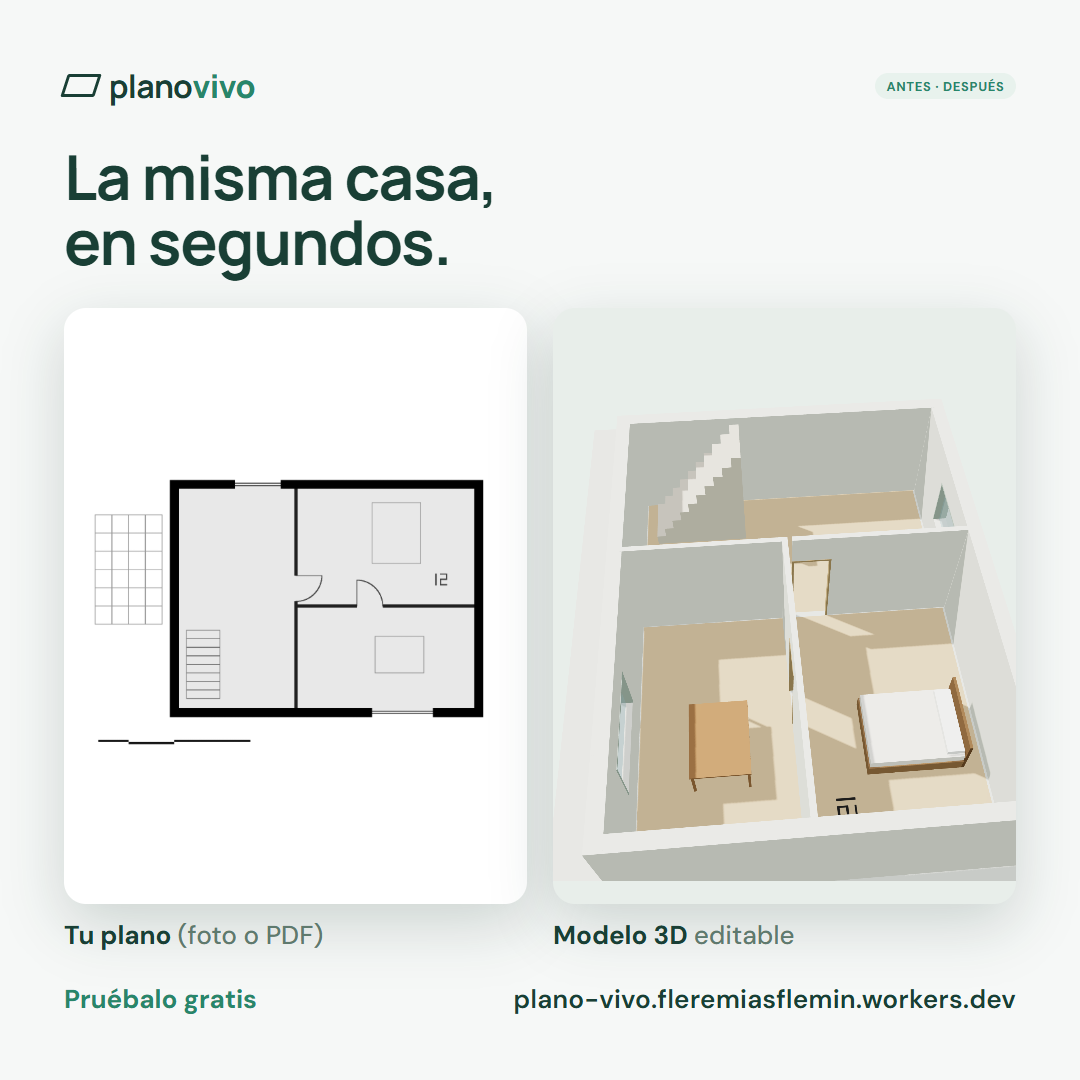 planovivo
ANTES · DESPUÉS
La misma casa,
en segundos.
12
Tu plano (foto o PDF)
Modelo 3D editable
Pruébalo gratis
plano-vivo.fleremiasflemin.workers.dev